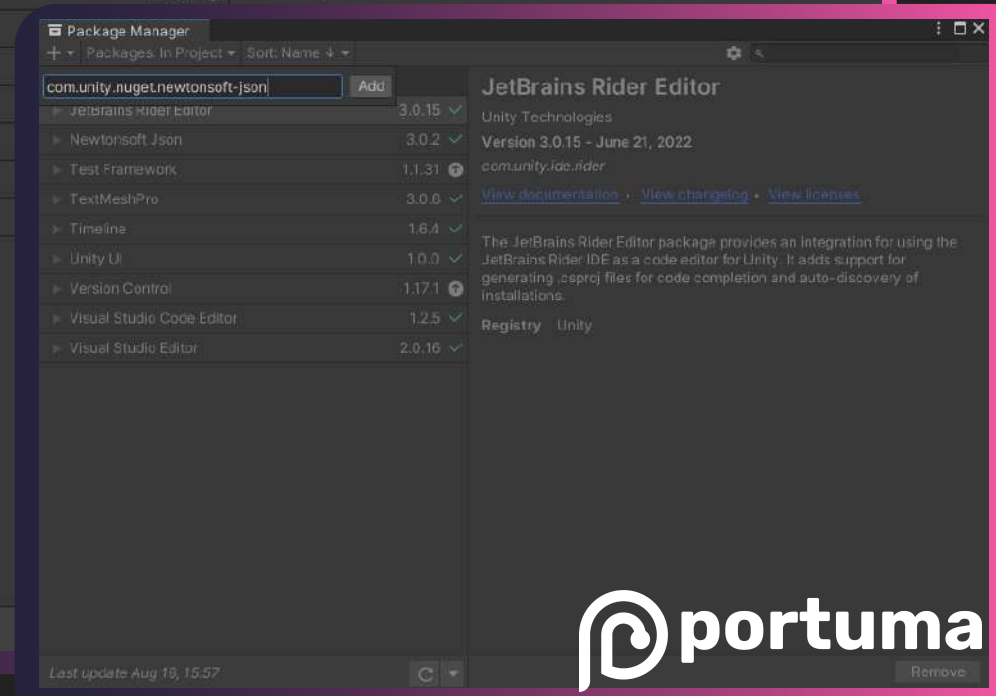 Package Manager
Packages: In Project Sort: Name ↓
com.unity.nuget.newtonsoft-json Add
JetBrains Rider Editor 3.0.15
Newtonsoft Json 3.0.2
Test Framework 1.1.31
TextMeshPro 3.0.6
Timeline 1.6.4
Unity UI 1.0.0
Version Control 1.17.1
Visual Studio Code Editor 1.2.5
Visual Studio Editor 2.0.16
Last update Aug 19, 15:57
JetBrains Rider Editor
Unity Technologies
Version 3.0.15 - June 21, 2022
com.unity.ide.rider
View documentation • View changelog • View licenses
The JetBrains Rider Editor package provides an integration for using the
JetBrains Rider IDE as a code editor for Unity. It adds support for
generating .csproj files for code completion and auto-discovery of
installations.
Registry Unity
portuma
Remove